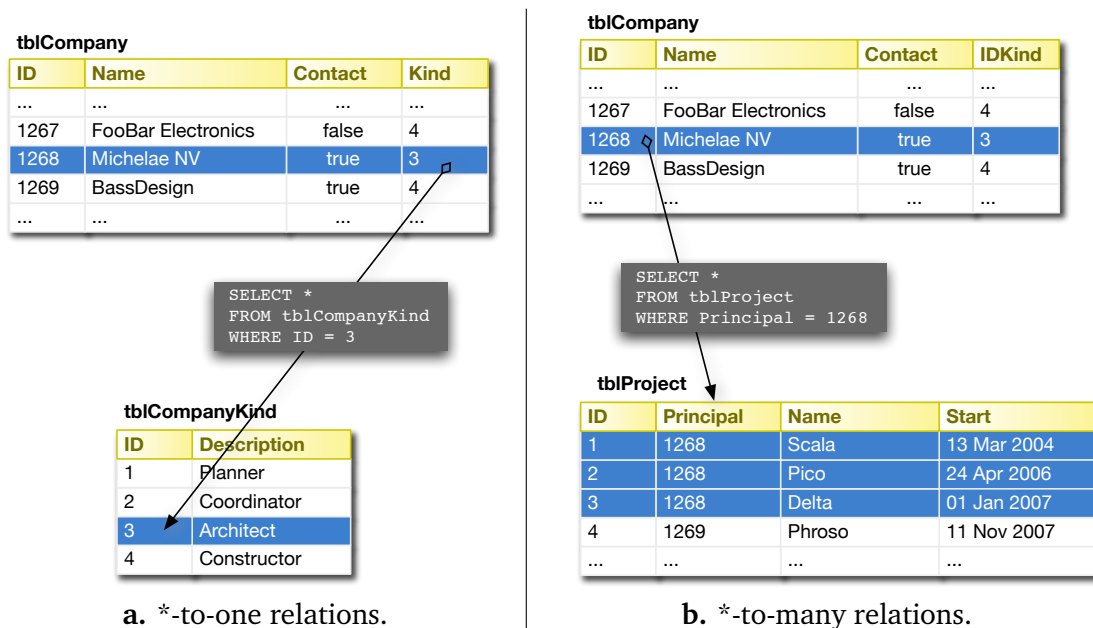 tblCompany
ID Name Contact Kind
... ... ... ...
1267 FooBar Electronics false 4
1268 Michelae NV true 3
1269 BassDesign true 4
... ... ... ...
SELECT *
FROM tblCompanyKind
WHERE ID = 3
tblCompanyKind
ID Description
1 Planner
2 Coordinator
3 Architect
4 Constructor
a. *-to-one relations.
tblCompany
ID Name Contact IDKind
... ... ... ...
1267 FooBar Electronics false 4
1268 Michelae NV true 3
1269 BassDesign true 4
... ... ... ...
SELECT *
FROM tblProject
WHERE Principal = 1268
tblProject
ID Principal Name Start
1 1268 Scala 13 Mar 2004
2 1268 Pico 24 Apr 2006
3 1268 Delta 01 Jan 2007
4 1269 Phroso 11 Nov 2007
... ... ... ...
b. *-to-many relations.